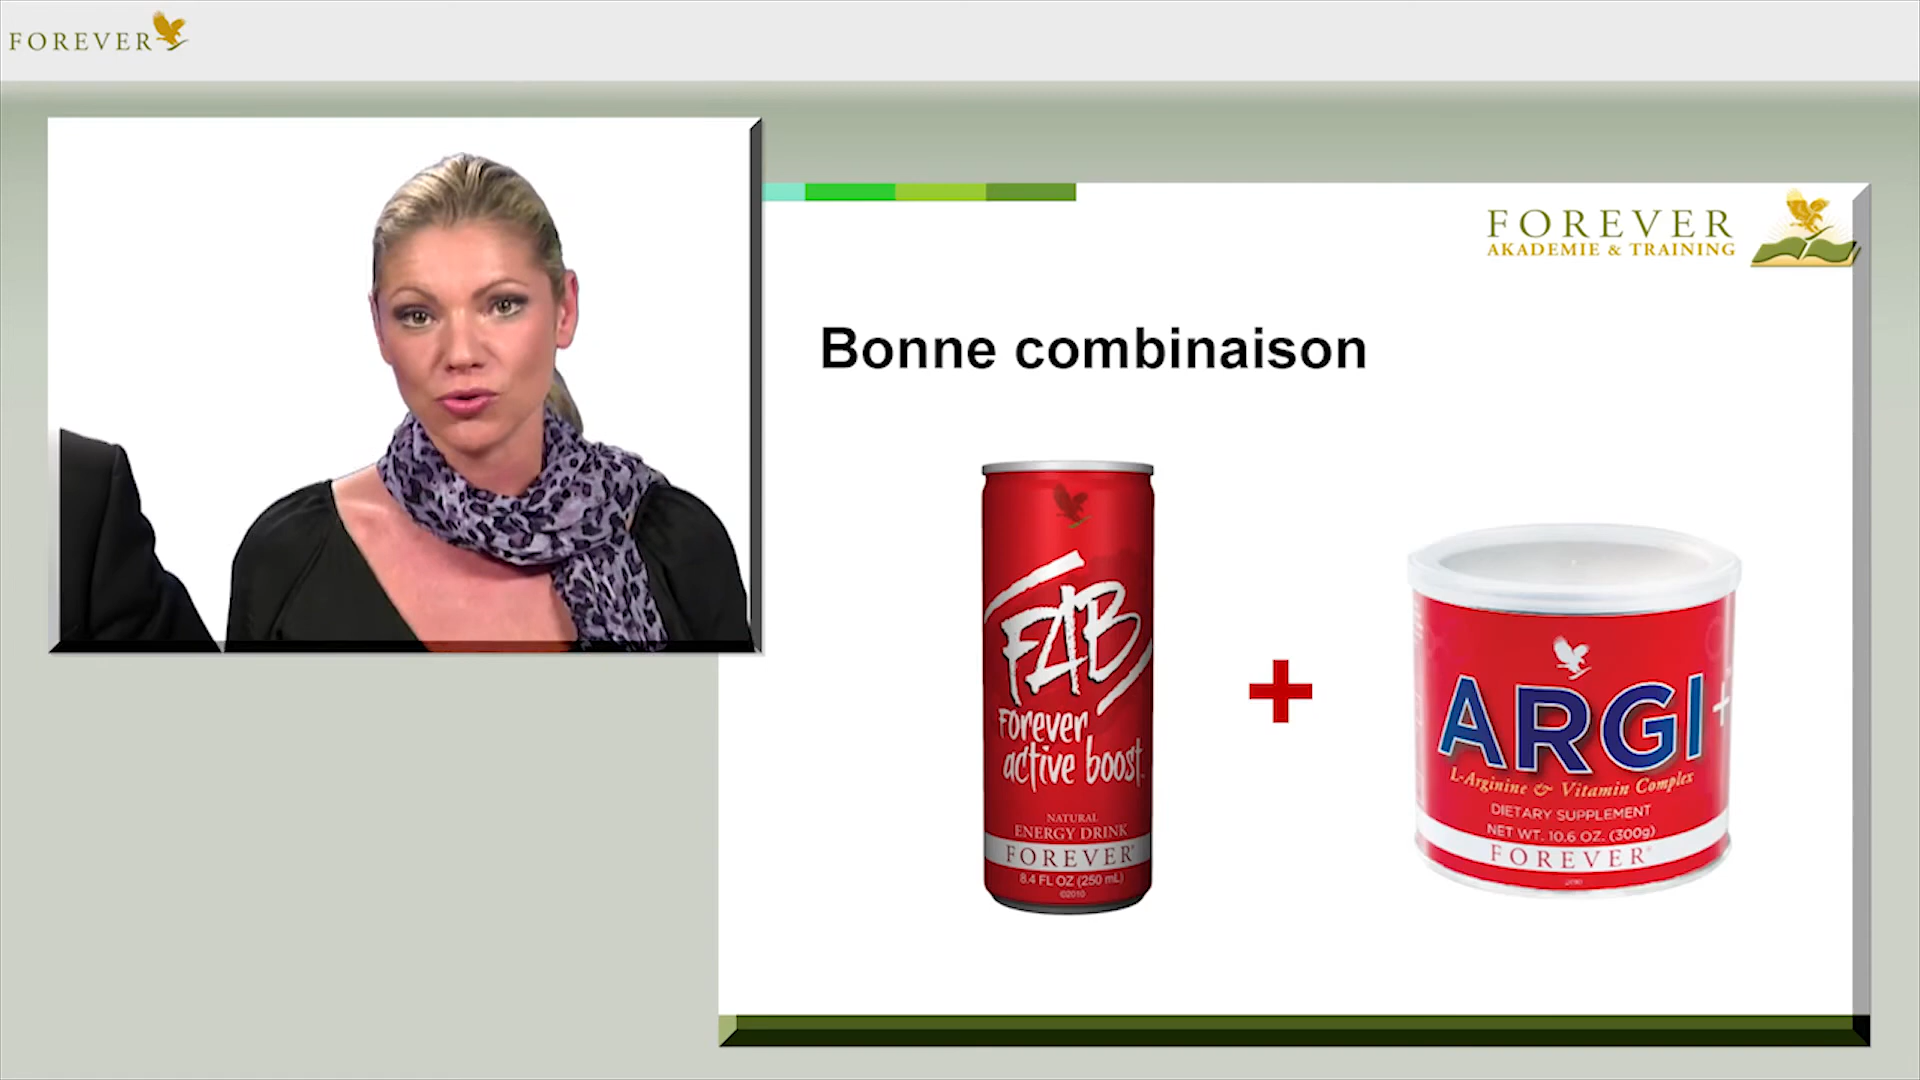 FOREVER
FOREVER
AKADEMIE & TRAINING
Bonne combinaison
FAB
Forever
active boost
NATURAL
ENERGY DRINK
FOREVER
8.4 FL OZ (250 mL)
©2010
ARGI+
L-Arginine & Vitamin Complex
DIETARY SUPPLEMENT
NET WT. 10.6 OZ. (300g)
FOREVER